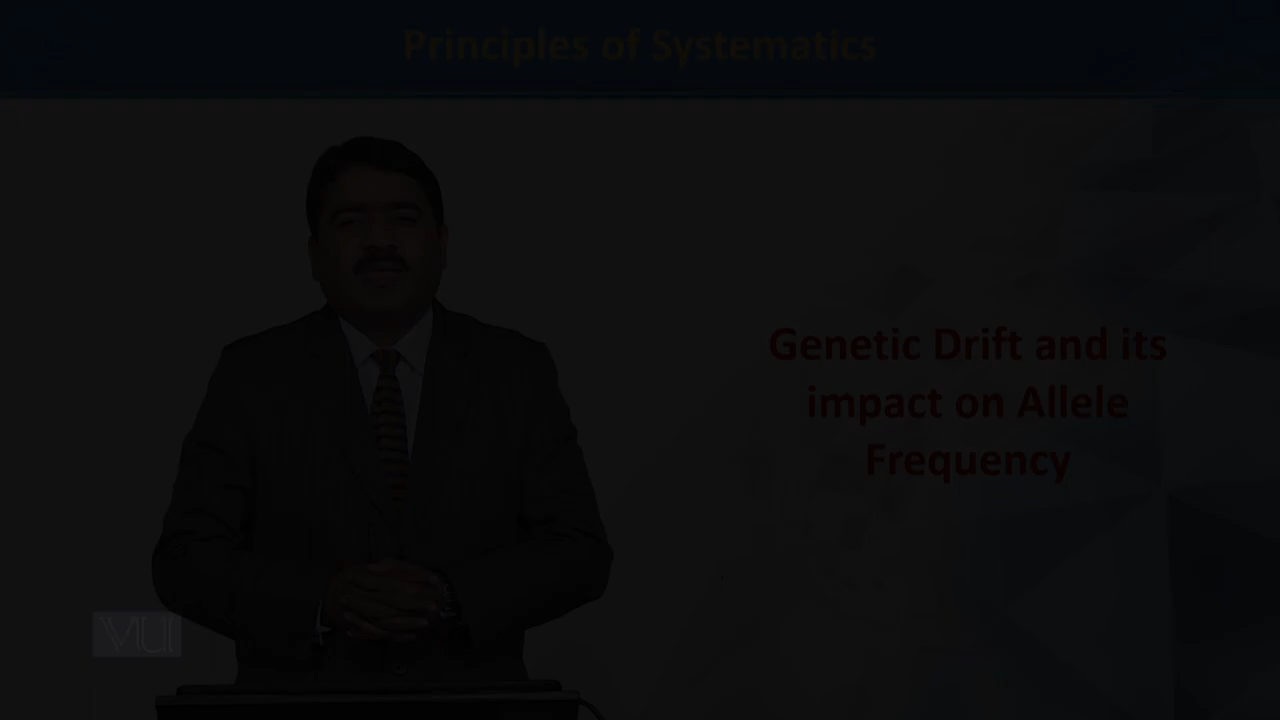 Principles of Systematics
Genetic Drift and its
impact on Allele
Frequency
VU